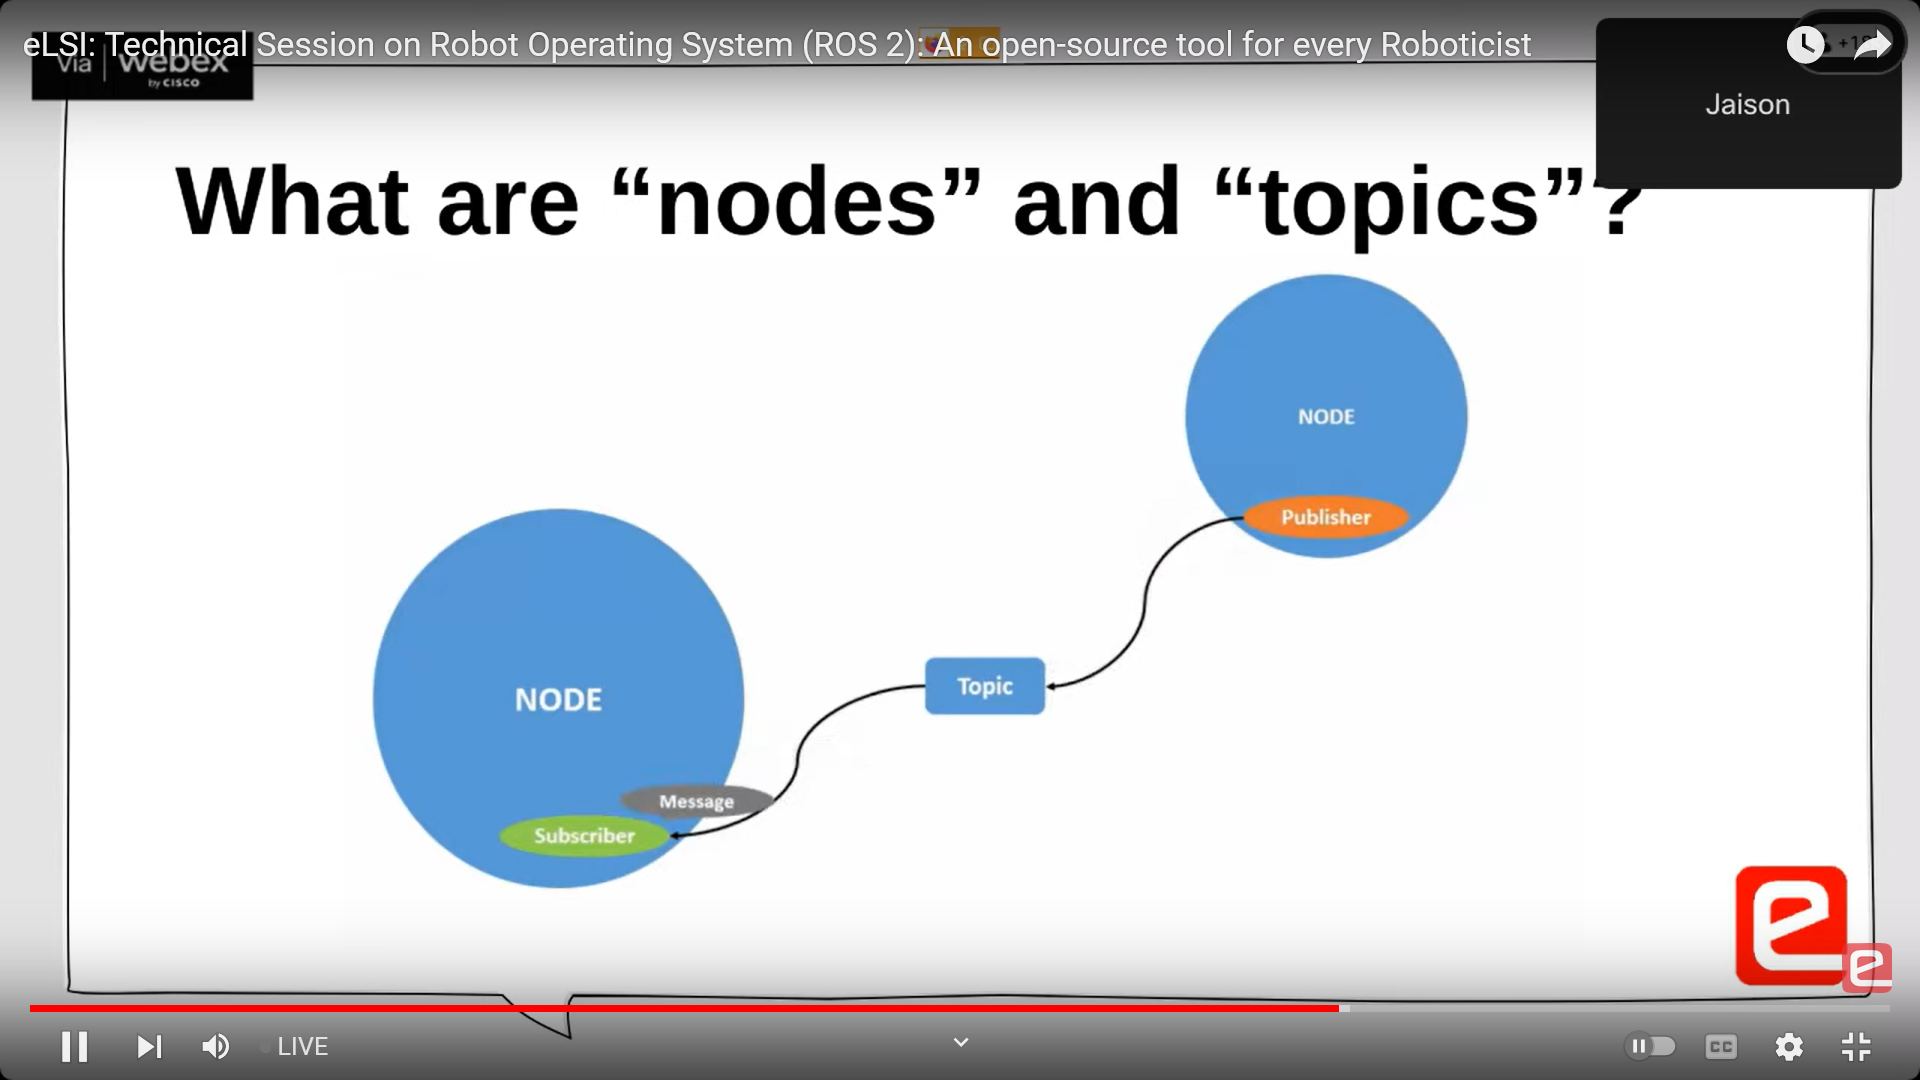 eLSI: Technical Session on Robot Operating System (ROS 2): An open-source tool for every Roboticist
Via webex
by CISCO
Jaison
What are “nodes” and “topics”?
NODE
Publisher
Topic
NODE
Message
Subscriber
LIVE
CC